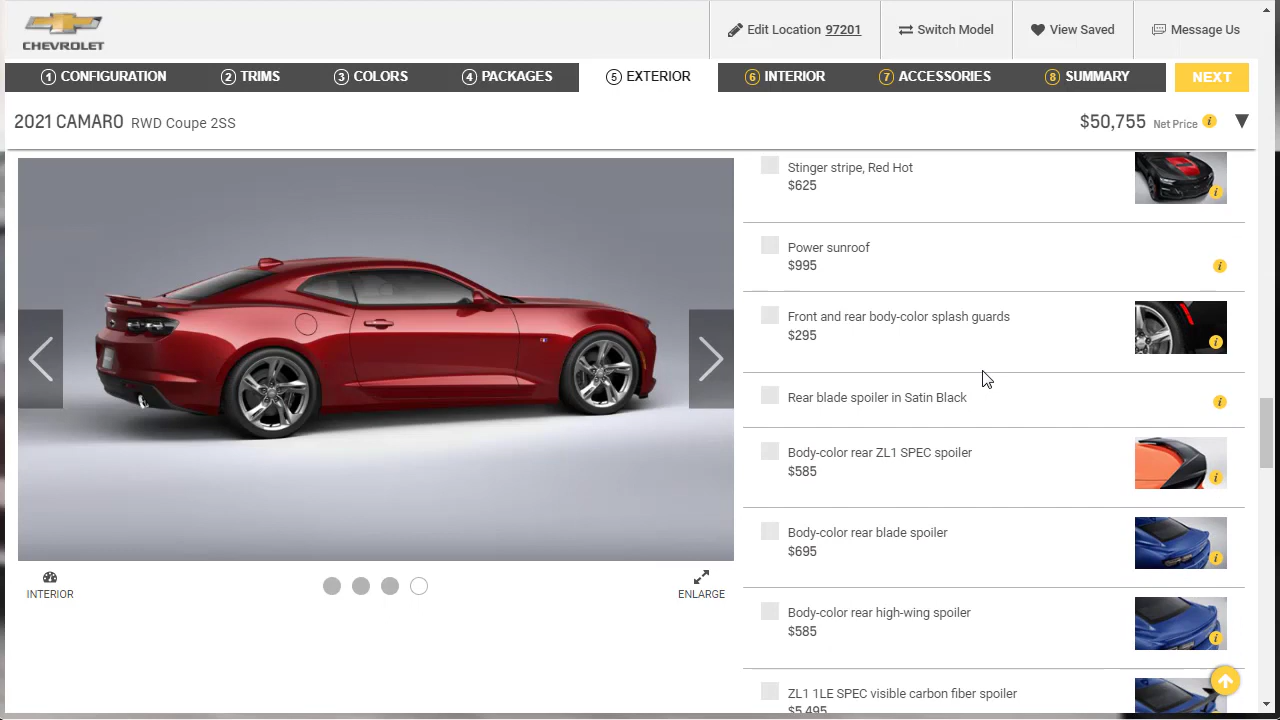 CHEVROLET
Edit Location 97201
Switch Model
View Saved
Message Us
1 CONFIGURATION
2 TRIMS
3 COLORS
4 PACKAGES
5 EXTERIOR
6 INTERIOR
7 ACCESSORIES
8 SUMMARY
NEXT
2021 CAMARO RWD Coupe 2SS
$50,755 Net Price i
Stinger stripe, Red Hot
$625
i
Power sunroof
$995
i
Front and rear body-color splash guards
$295
i
Rear blade spoiler in Satin Black
i
Body-color rear ZL1 SPEC spoiler
$585
i
Body-color rear blade spoiler
$695
i
Body-color rear high-wing spoiler
$585
i
ZL1 1LE SPEC visible carbon fiber spoiler
$5,495
INTERIOR
ENLARGE